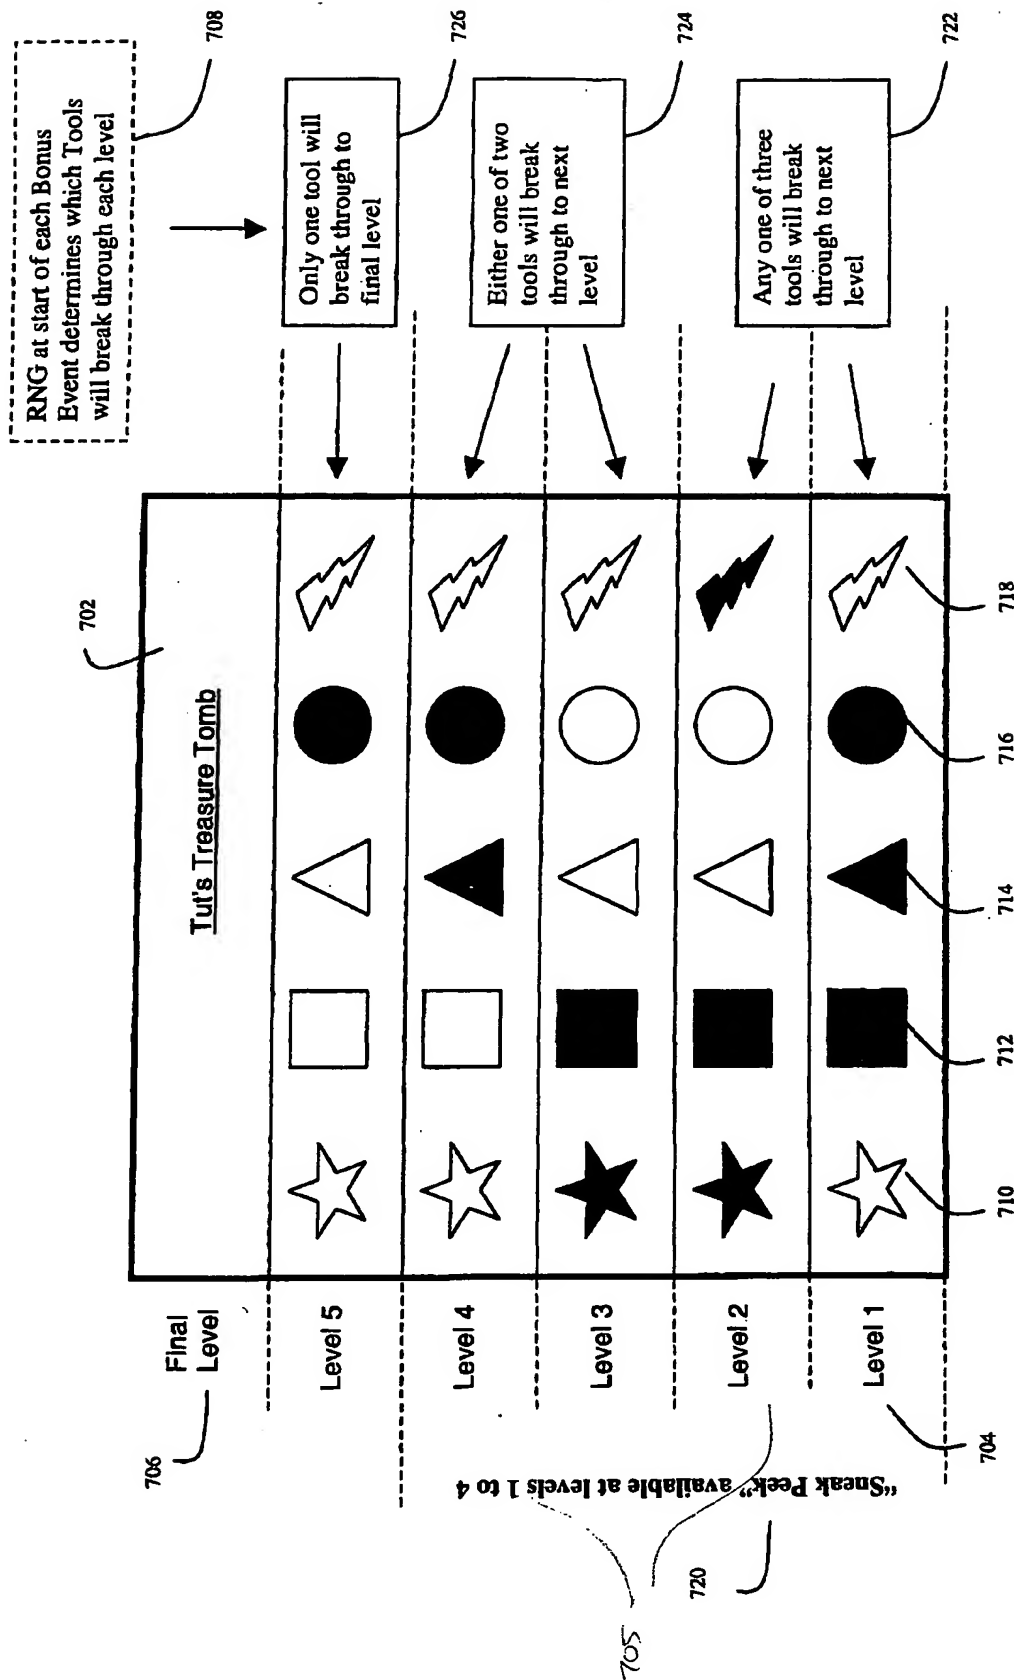 RNG at start of each Bonus
Event determines which Tools
will break through each level
708
702
Tut's Treasure Tomb
706
Final
Level
Level 5
Only one tool will
break through to
final level
726
Level 4
Either one of two
tools will break
through to next
level
724
Level 3
Level 2
Any one of three
tools will break
through to next
level
722
Level 1
704
"Sneak Peek" available at levels 1 to 4
720
705
710
712
714
716
718